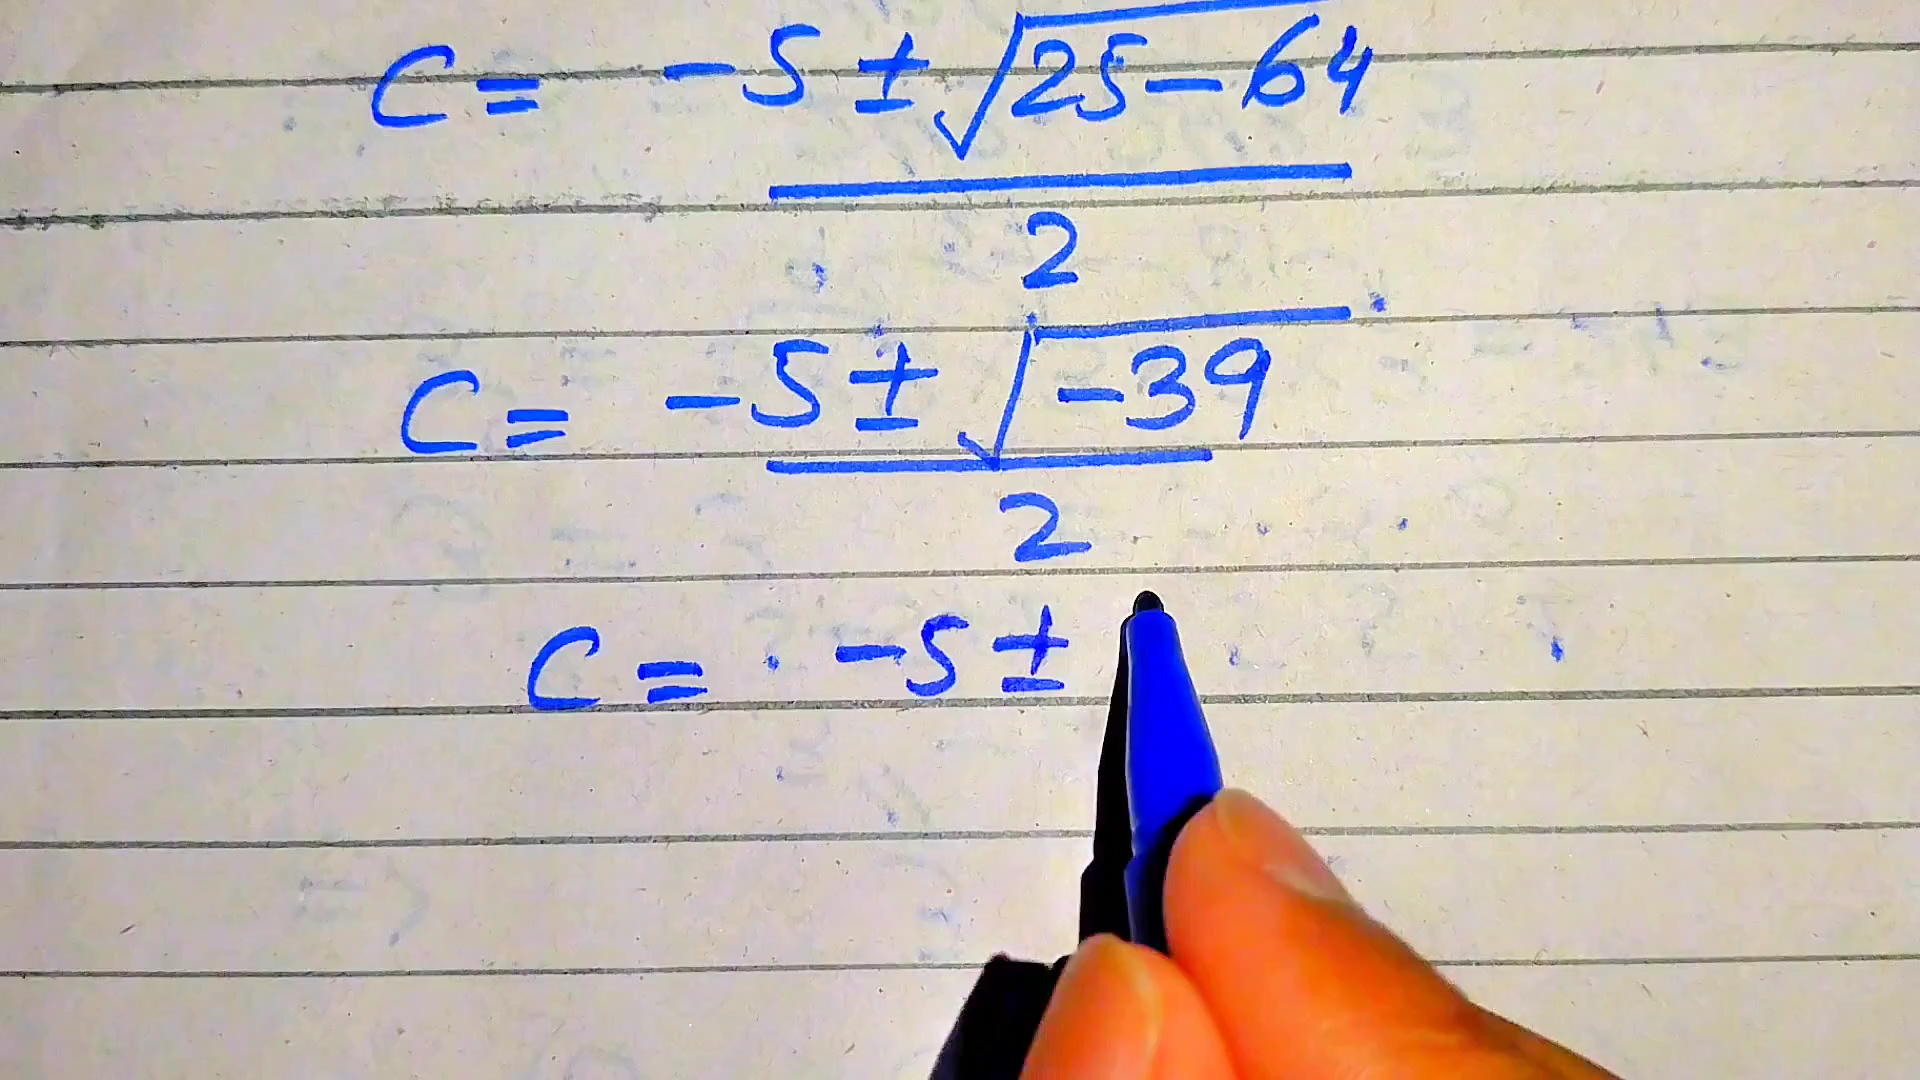 C = -5 ± √25-64
2
C = -5 ± √-39
2
C = -5 ±